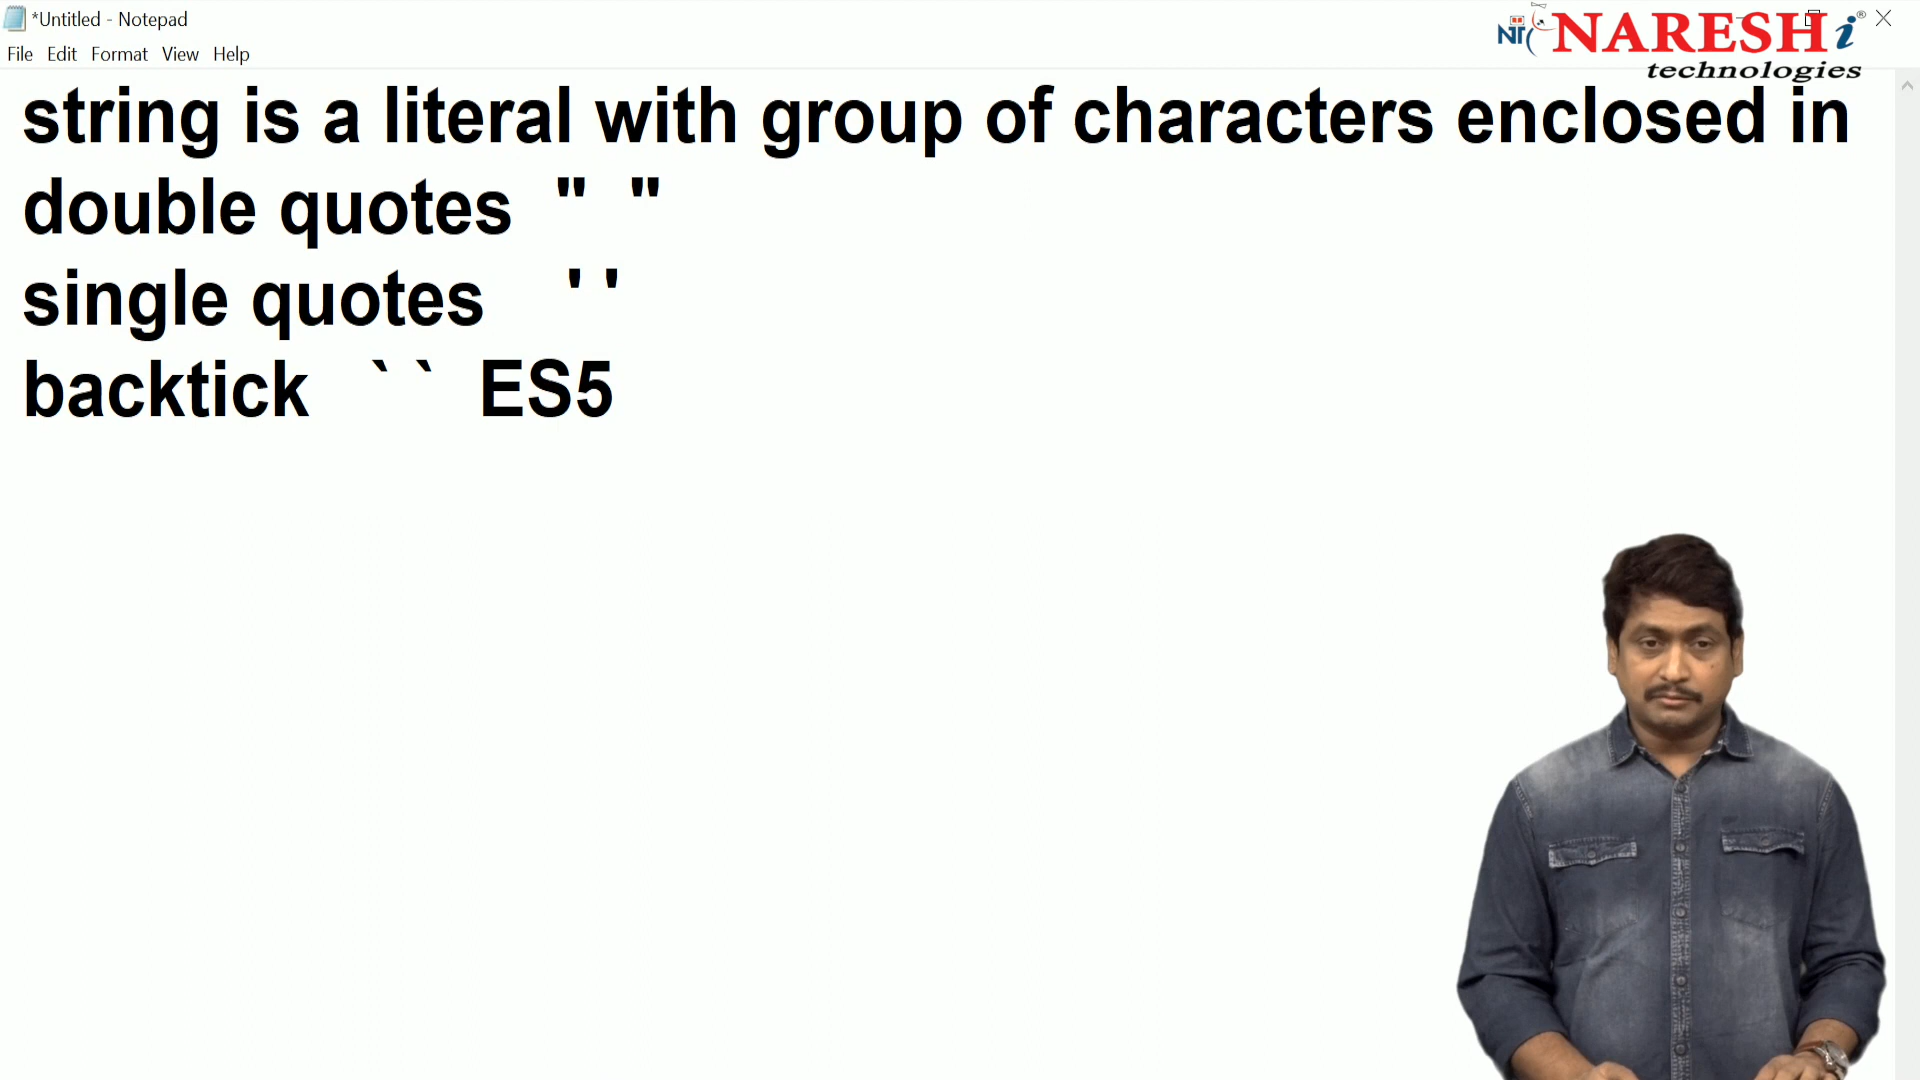 *Untitled - Notepad
NT NARESH i ®
technologies
File Edit Format View Help
string is a literal with group of characters enclosed in
double quotes " "
single quotes ' '
backtick ` ` ES5